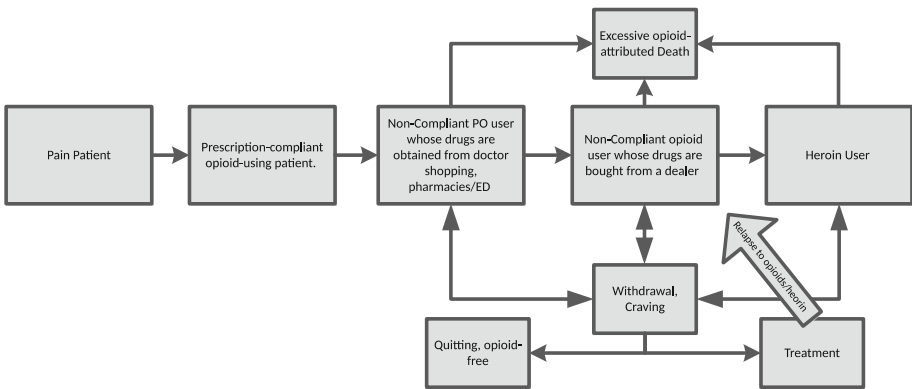 Excessive opioid-
attributed Death
Pain Patient
Prescription-compliant
opioid-using patient.
Non-Compliant PO user
whose drugs are
obtained from doctor
shopping,
pharmacies/ED
Non-Compliant opioid
user whose drugs are
bought from a dealer
Heroin User
Relapse to opioids/heorin
Withdrawal,
Craving
Quitting, opioid-
free
Treatment